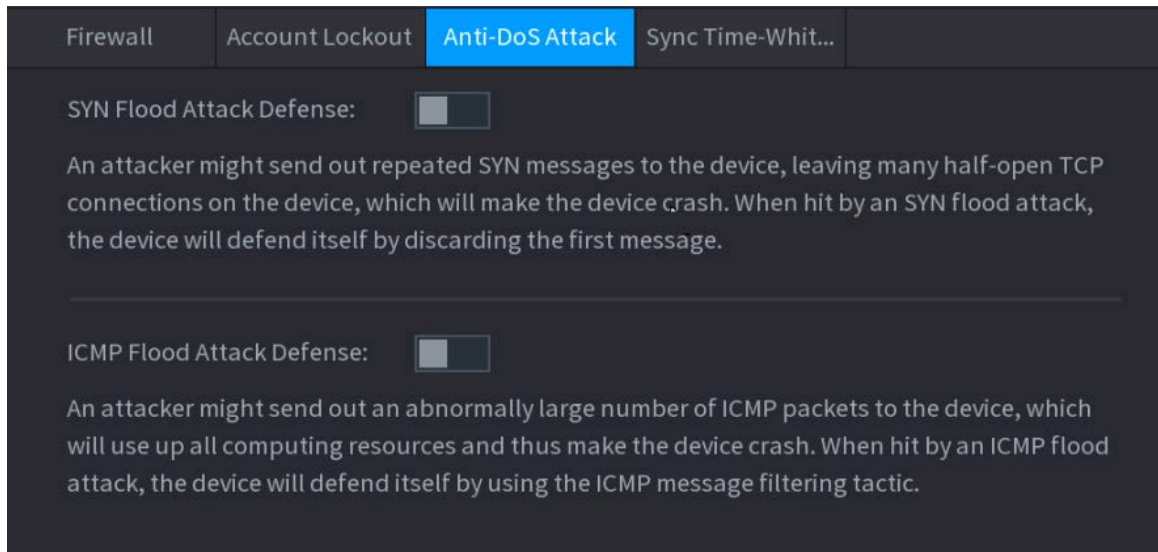 Firewall Account Lockout Anti-DoS Attack Sync Time-Whit...
SYN Flood Attack Defense:
An attacker might send out repeated SYN messages to the device, leaving many half-open TCP
connections on the device, which will make the device crash. When hit by an SYN flood attack,
the device will defend itself by discarding the first message.
ICMP Flood Attack Defense:
An attacker might send out an abnormally large number of ICMP packets to the device, which
will use up all computing resources and thus make the device crash. When hit by an ICMP flood
attack, the device will defend itself by using the ICMP message filtering tactic.